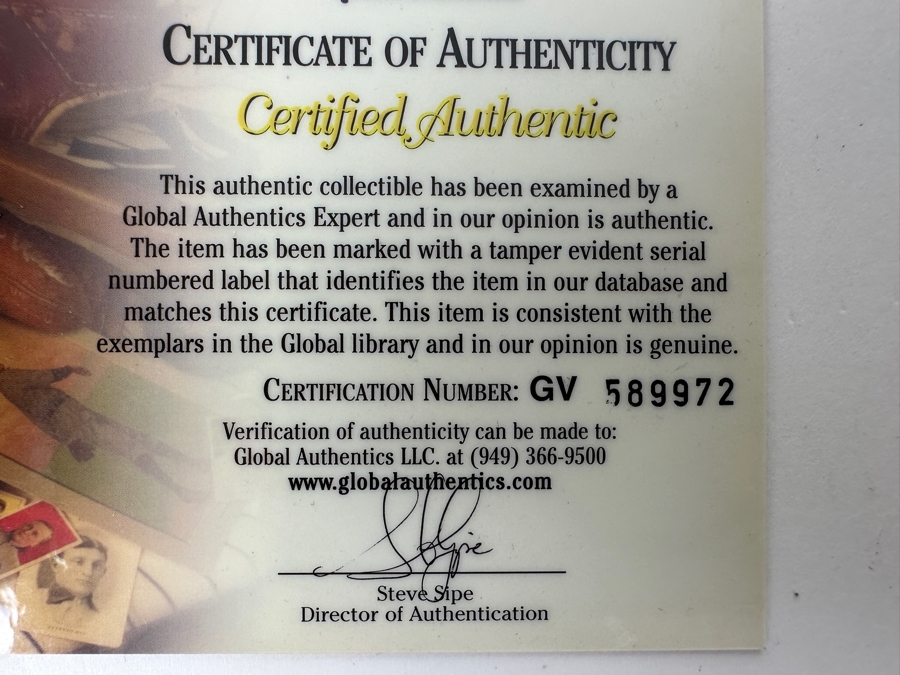 CERTIFICATE OF AUTHENTICITY
Certified Authentic
This authentic collectible has been examined by a
Global Authentics Expert and in our opinion is authentic.
The item has been marked with a tamper evident serial
numbered label that identifies the item in our database and
matches this certificate. This item is consistent with the
exemplars in the Global library and in our opinion is genuine.
CERTIFICATION NUMBER: GV 589972
Verification of authenticity can be made to:
Global Authentics LLC. at (949) 366-9500
www.globalauthentics.com
Steve Sipe
Director of Authentication